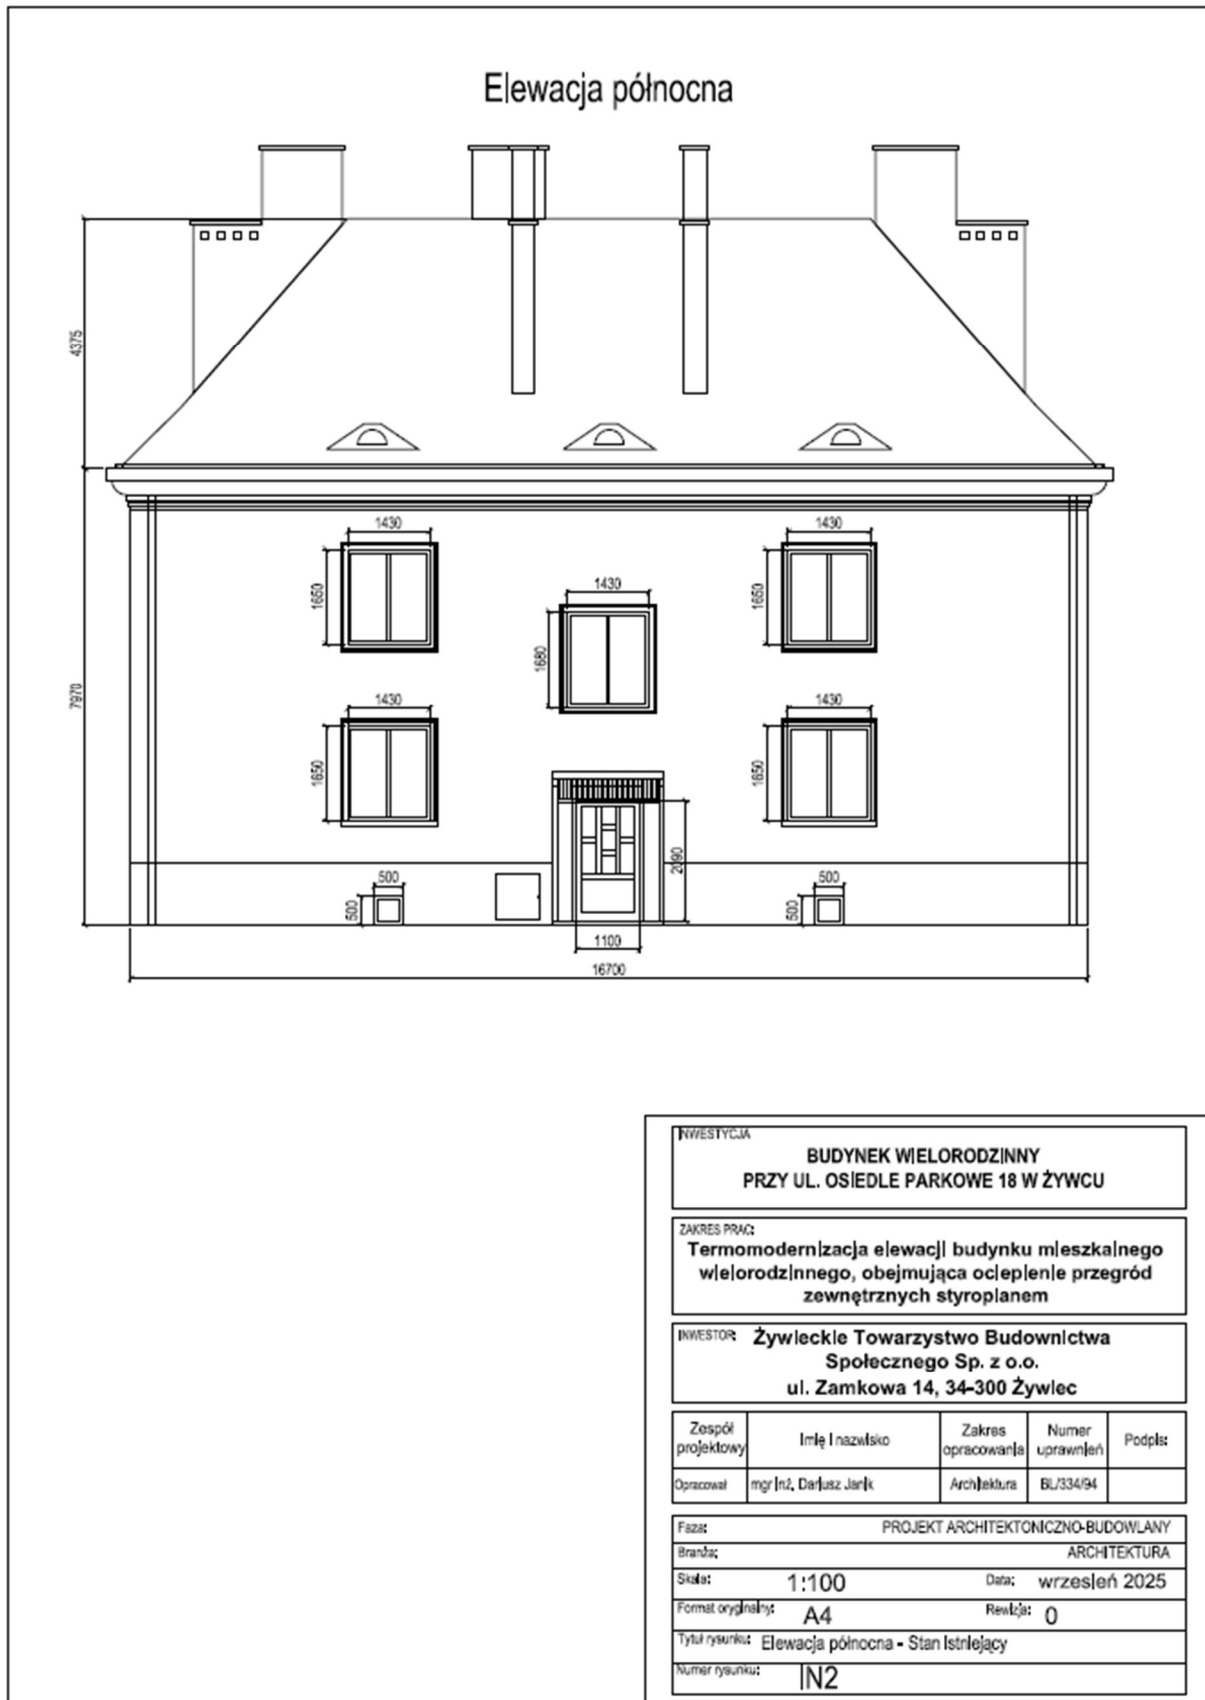 Elewacja północna
4375
7970
1430
1650
1430
1650
1430
1680
1430
1650
1430
1650
500
500
500
500
2090
1100
16700
INWESTYCJA
BUDYNEK WIELORODZINNY
PRZY UL. OSIEDLE PARKOWE 18 W ŻYWCU
ZAKRES PRAC:
Termomodernizacja elewacji budynku mieszkalnego
wielorodzinnego, obejmująca ocieplenie przegród
zewnętrznych styropianem
INWESTOR: Żywieckie Towarzystwo Budownictwa
Społecznego Sp. z o.o.
ul. Zamkowa 14, 34-300 Żywiec
Zespół projektowy Imię i nazwisko Zakres opracowania Numer uprawnień Podpis:
Opracował mgr inż. Dariusz Janik Architektura BL/334/94
Faza: PROJEKT ARCHITEKTONICZNO-BUDOWLANY
Branża: ARCHITEKTURA
Skala: 1:100 Data: wrzesień 2025
Format oryginalny: A4 Rewizja: 0
Tytuł rysunku: Elewacja północna - Stan Istniejący
Numer rysunku: IN2